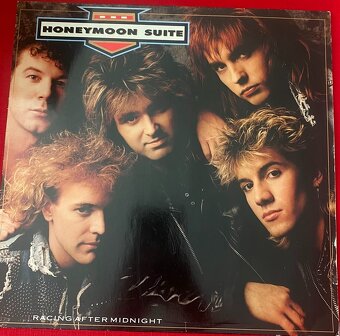 HONEYMOON SUITE
RACING AFTER MIDNIGHT